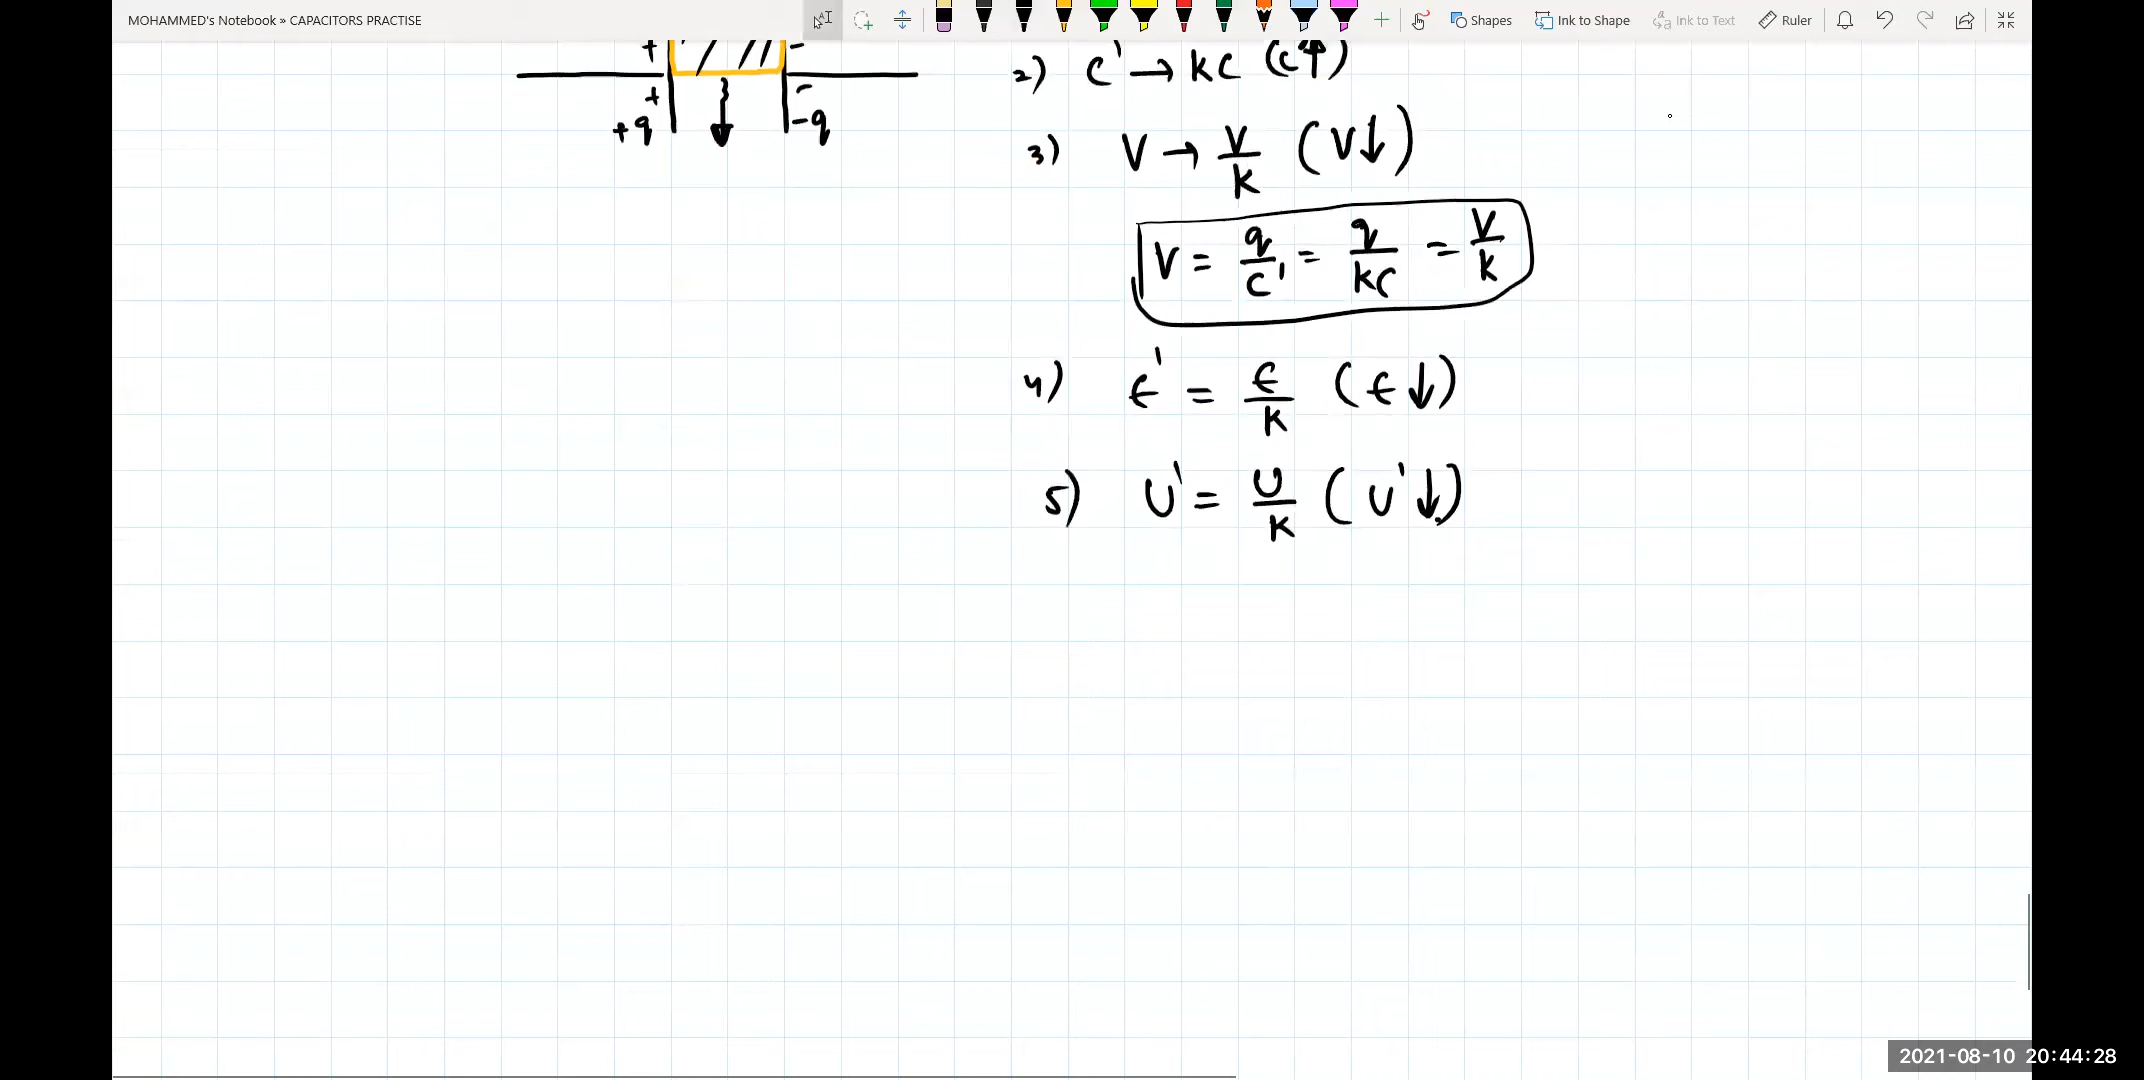 MOHAMMED's Notebook » CAPACITORS PRACTISE
Shapes Ink to Shape Ink to Text Ruler
+ -
+ -
+q -q
2) C' → KC (C↑)
3) V → V/K (V↓)
V = q/C' = q/KC = V/K
4) E' = E/K (E↓)
5) U' = U/K (U'↓)
2021-08-10 20:44:28